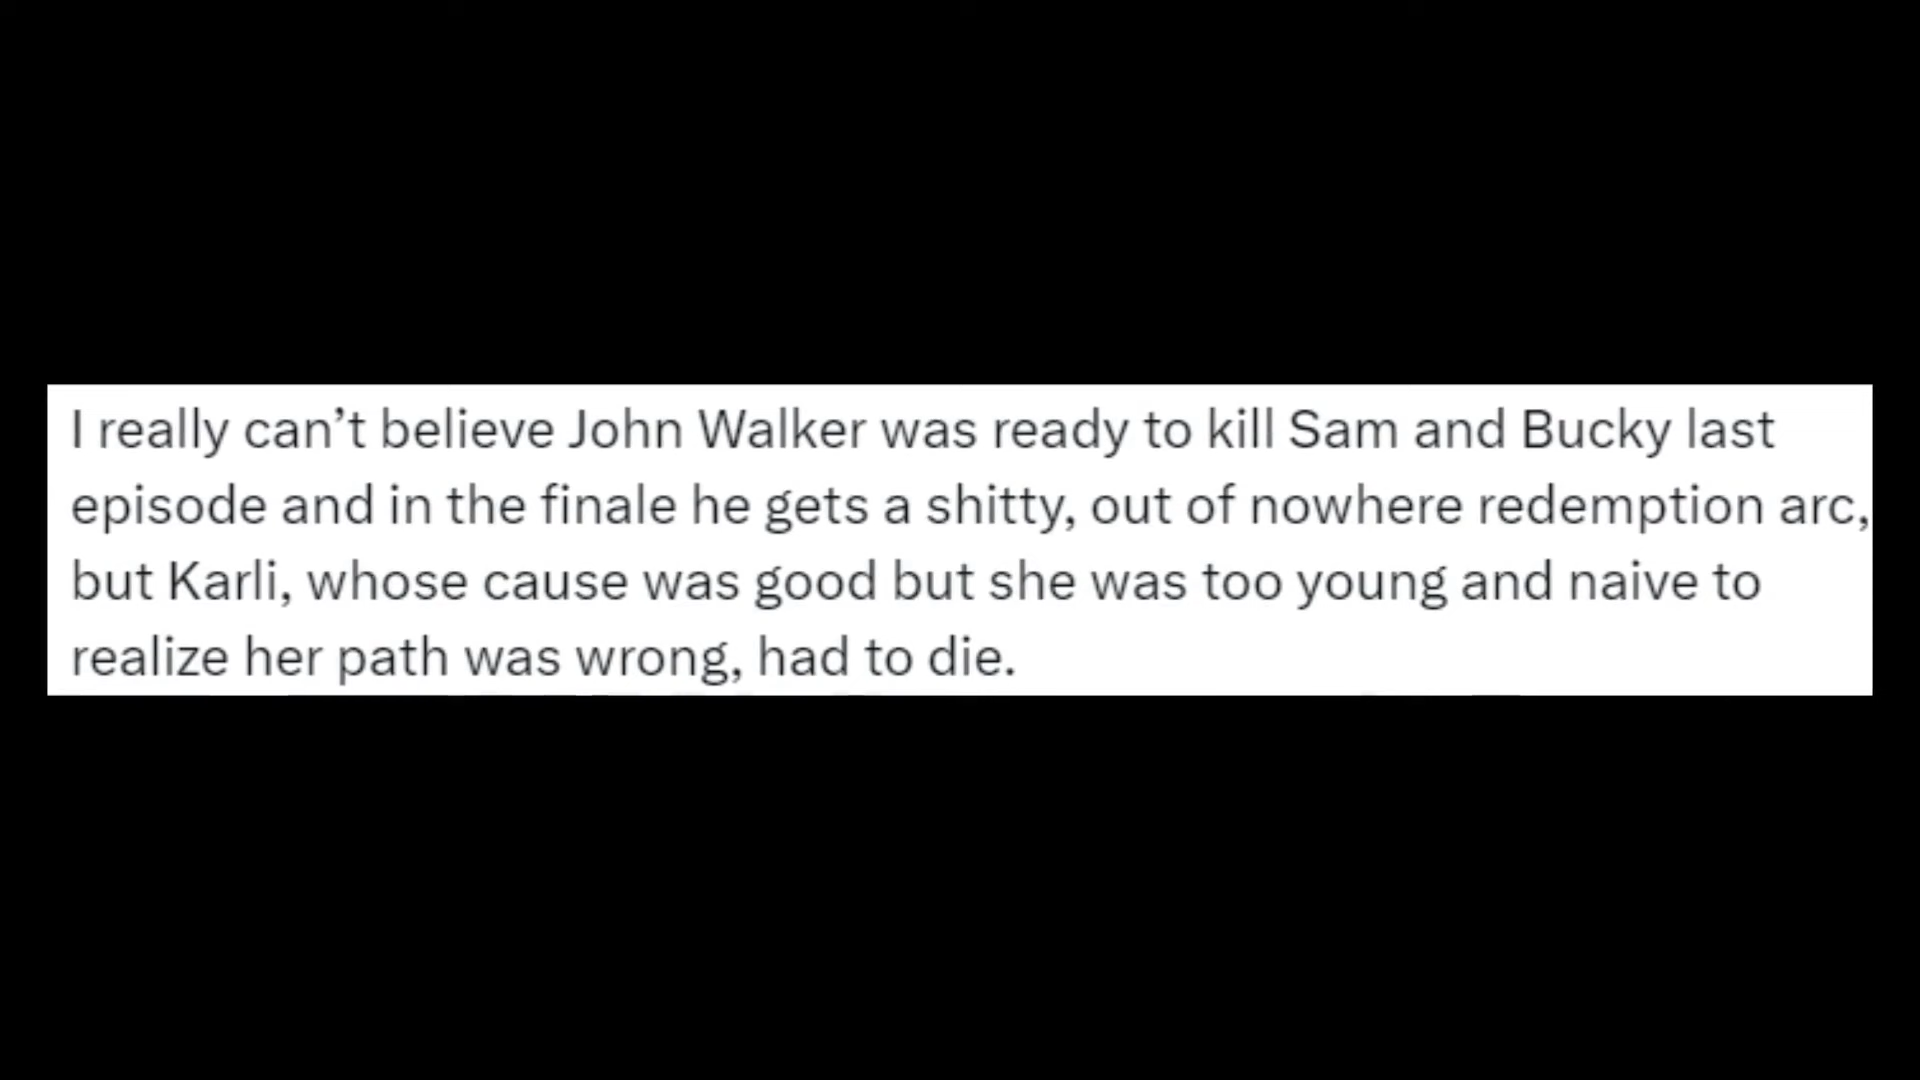 I really can’t believe John Walker was ready to kill Sam and Bucky last
episode and in the finale he gets a shitty, out of nowhere redemption arc,
but Karli, whose cause was good but she was too young and naive to
realize her path was wrong, had to die.